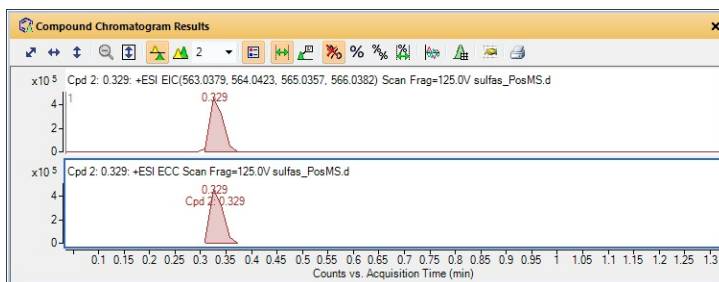 Compound Chromatogram Results
2
x10 5 Cpd 2: 0.329: +ESI EIC(563.0379, 564.0423, 565.0357, 566.0382) Scan Frag=125.0V sulfas_PosMS.d
1
0.329
4
2
0
x10 5 Cpd 2: 0.329: +ESI ECC Scan Frag=125.0V sulfas_PosMS.d
0.329
Cpd 2: 0.329
4
2
0
0.1 0.15 0.2 0.25 0.3 0.35 0.4 0.45 0.5 0.55 0.6 0.65 0.7 0.75 0.8 0.85 0.9 0.95 1 1.05 1.1 1.15 1.2 1.25 1.3
Counts vs. Acquisition Time (min)